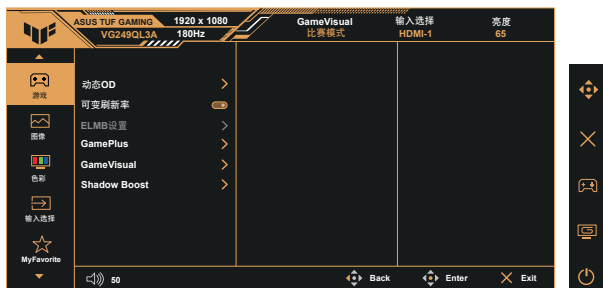 ASUS TUF GAMING 1920 x 1080
VG249QL3A 180Hz
GameVisual
比赛模式
输入选择
HDMI-1
亮度
65
游戏
图像
色彩
输入选择
MyFavorite
动态OD
可变刷新率
ELMB设置
GamePlus
GameVisual
Shadow Boost
50
Back
Enter
Exit